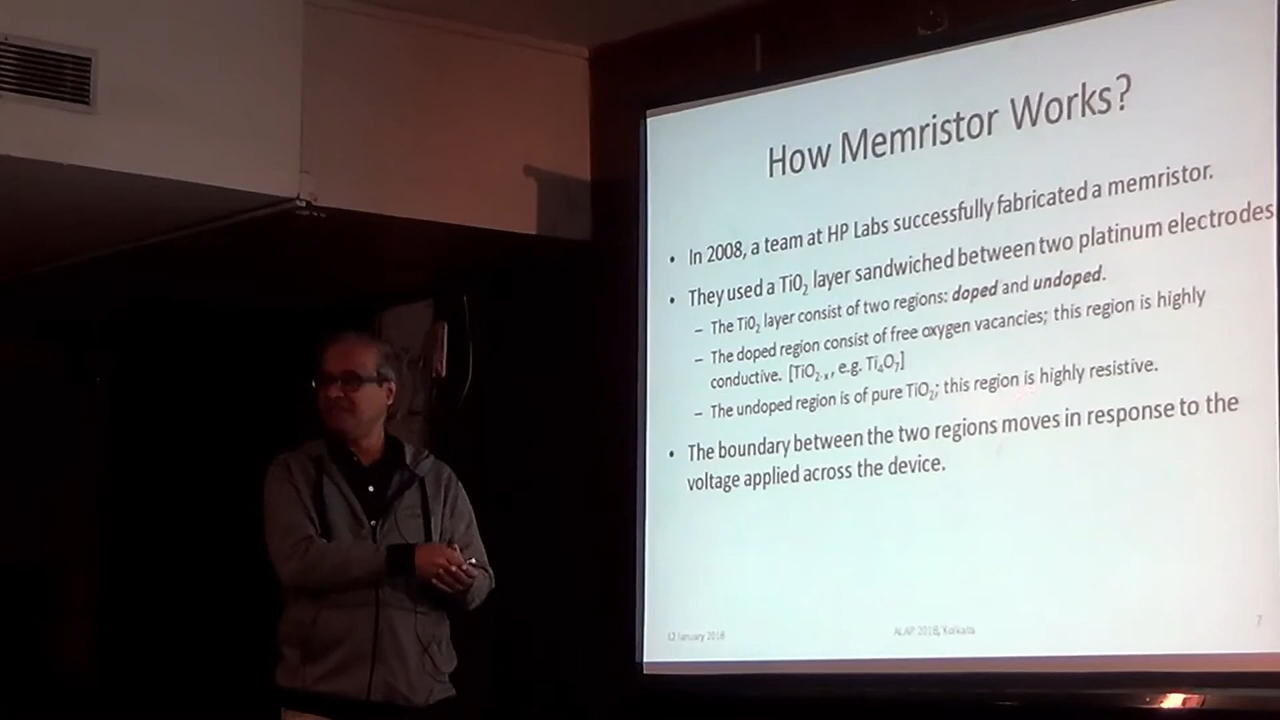 How Memristor Works?
• In 2008, a team at HP Labs successfully fabricated a memristor.
• They used a TiO₂ layer sandwiched between two platinum electrodes
– The TiO₂ layer consist of two regions: doped and undoped.
– The doped region consist of free oxygen vacancies; this region is highly
conductive. [TiO₂₋ₓ, e.g. Ti₄O₇]
– The undoped region is of pure TiO₂; this region is highly resistive.
• The boundary between the two regions moves in response to the
voltage applied across the device.
12 January 2018
ALAP 2018, Kolkata
7